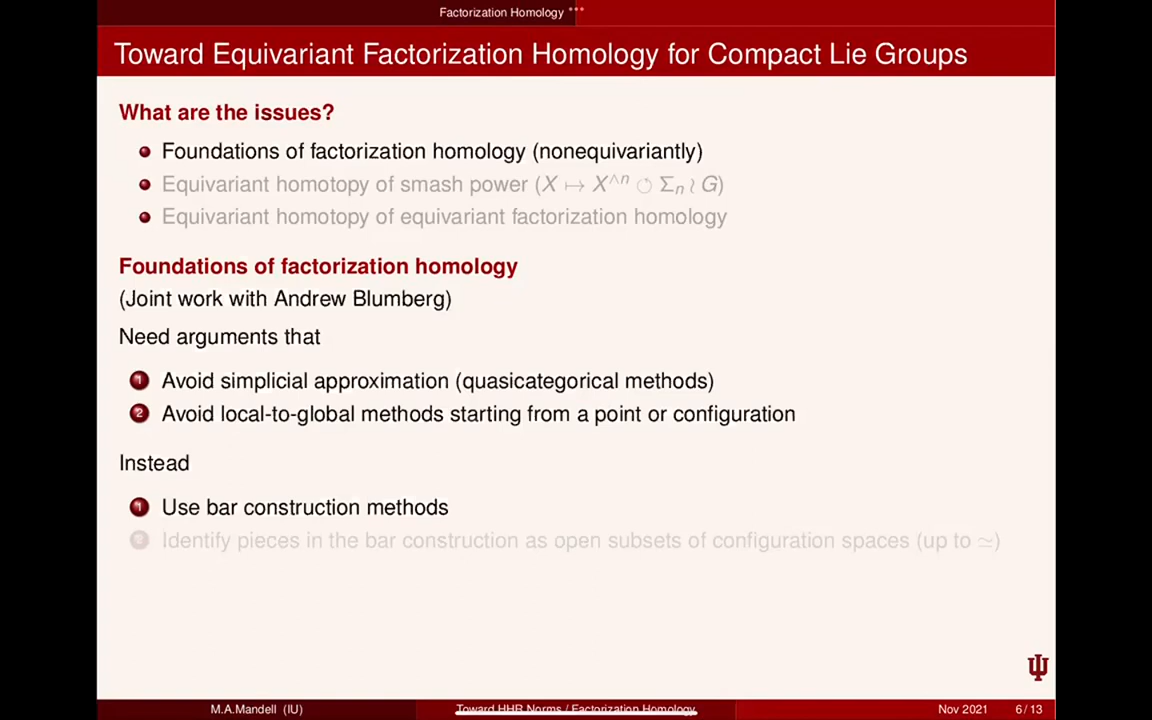 Factorization Homology
Toward Equivariant Factorization Homology for Compact Lie Groups
What are the issues?
Foundations of factorization homology (nonequivariantly)
Equivariant homotopy of smash power (X ↦ X^∧n ↻ Σ_n ≀ G)
Equivariant homotopy of equivariant factorization homology
Foundations of factorization homology
(Joint work with Andrew Blumberg)
Need arguments that
1 Avoid simplicial approximation (quasicategorical methods)
2 Avoid local-to-global methods starting from a point or configuration
Instead
1 Use bar construction methods
2 Identify pieces in the bar construction as open subsets of configuration spaces (up to ≃)
M.A.Mandell (IU) Toward HHR Norms / Factorization Homology Nov 2021 6 / 13